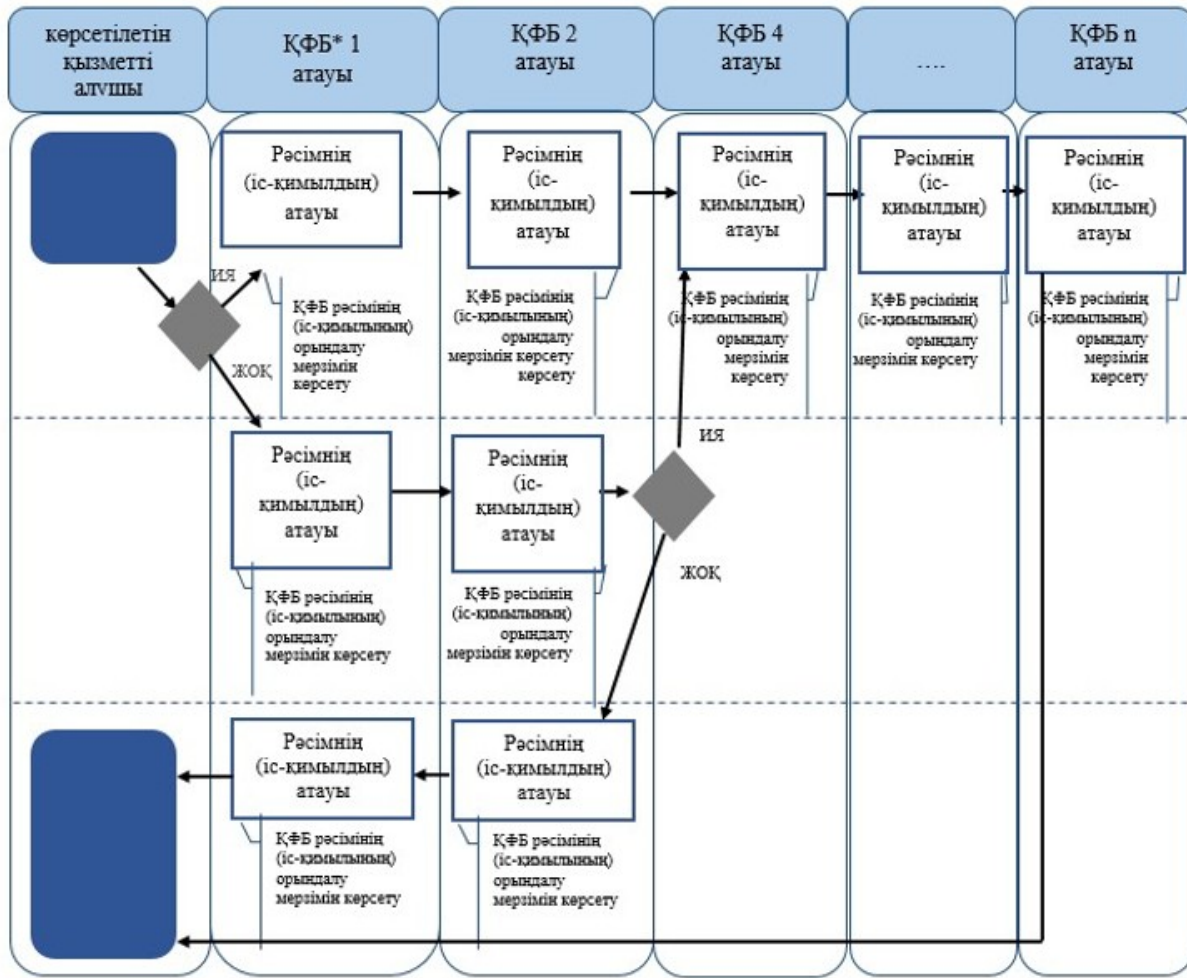 көрсетілетін
қызметті
алушы
ҚФБ* 1
атауы
ҚФБ 2
атауы
ҚФБ 4
атауы
....
ҚФБ n
атауы
Рәсімнің
(іс-қимылдың)
атауы
Рәсімнің
(іс-
қимылдың)
атауы
Рәсімнің
(іс-
қимылдың)
атауы
Рәсімнің
(іс-
қимылдың)
атауы
Рәсімнің
(іс-
қимылдың)
атауы
ИЯ
ЖОҚ
ҚФБ рәсімінің
(іс-қимылының)
орындалу
мерзімін
көрсету
ҚФБ рәсімінің
(іс-қимылының)
орындалу
мерзімін көрсету
көрсету
ҚФБ рәсімінің
(іс-қимылының)
орындалу
мерзімін
көрсету
ҚФБ рәсімінің
(іс-қимылының)
орындалу
мерзімін көрсету
ҚФБ рәсімінің
(іс-қимылының)
орындалу
мерзімін
көрсету
Рәсімнің
(іс-
қимылдың)
атауы
Рәсімнің
(іс-
қимылдың)
атауы
ИЯ
ЖОҚ
ҚФБ рәсімінің
(іс-қимылының)
орындалу
мерзімін көрсету
ҚФБ рәсімінің
(іс-қимылының)
орындалу
мерзімін көрсету
Рәсімнің
(іс-қимылдың)
атауы
Рәсімнің
(іс-қимылдың)
атауы
ҚФБ рәсімінің
(іс-қимылының)
орындалу
мерзімін көрсету
ҚФБ рәсімінің
(іс-қимылының)
орындалу
мерзімін көрсету